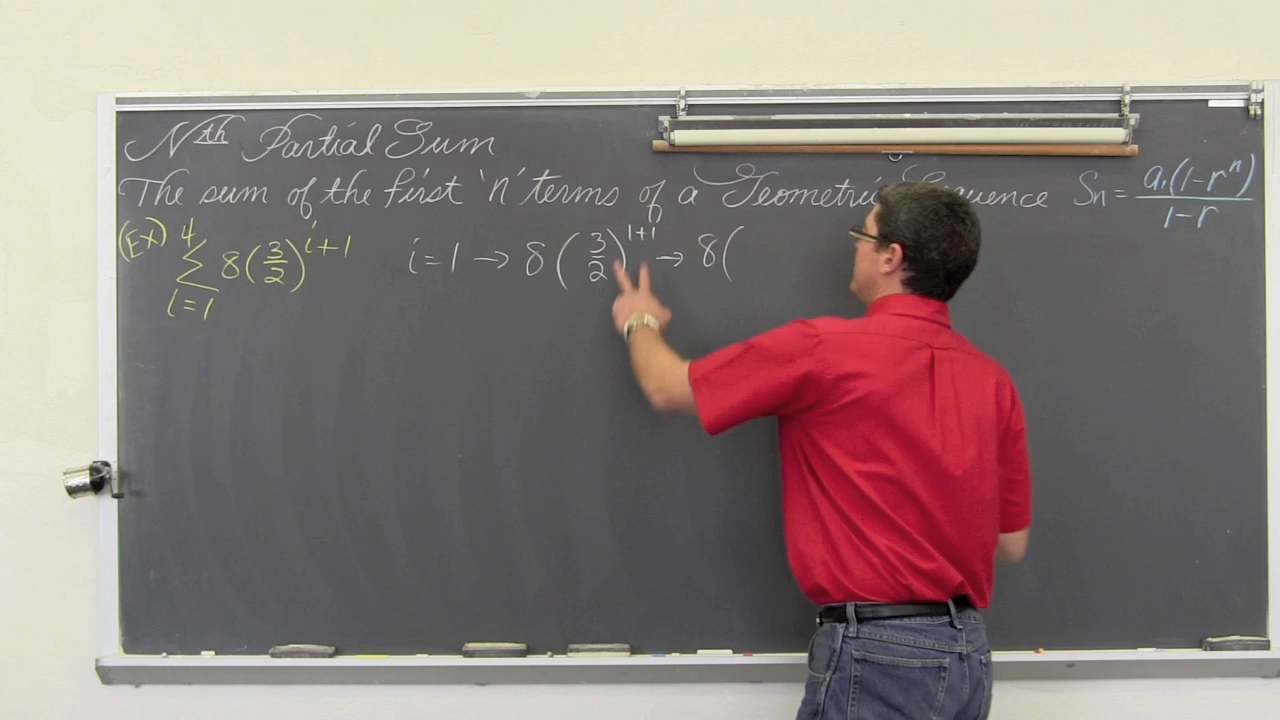 Nth Partial Sum
The sum of the first 'n' terms of a Geometric Sequence Sn = a₁(1-rⁿ)/1-r
(Ex) 4 Σ i=1 8(3/2)^i+1 i=1 → 8(3/2)^1+1 → 8(